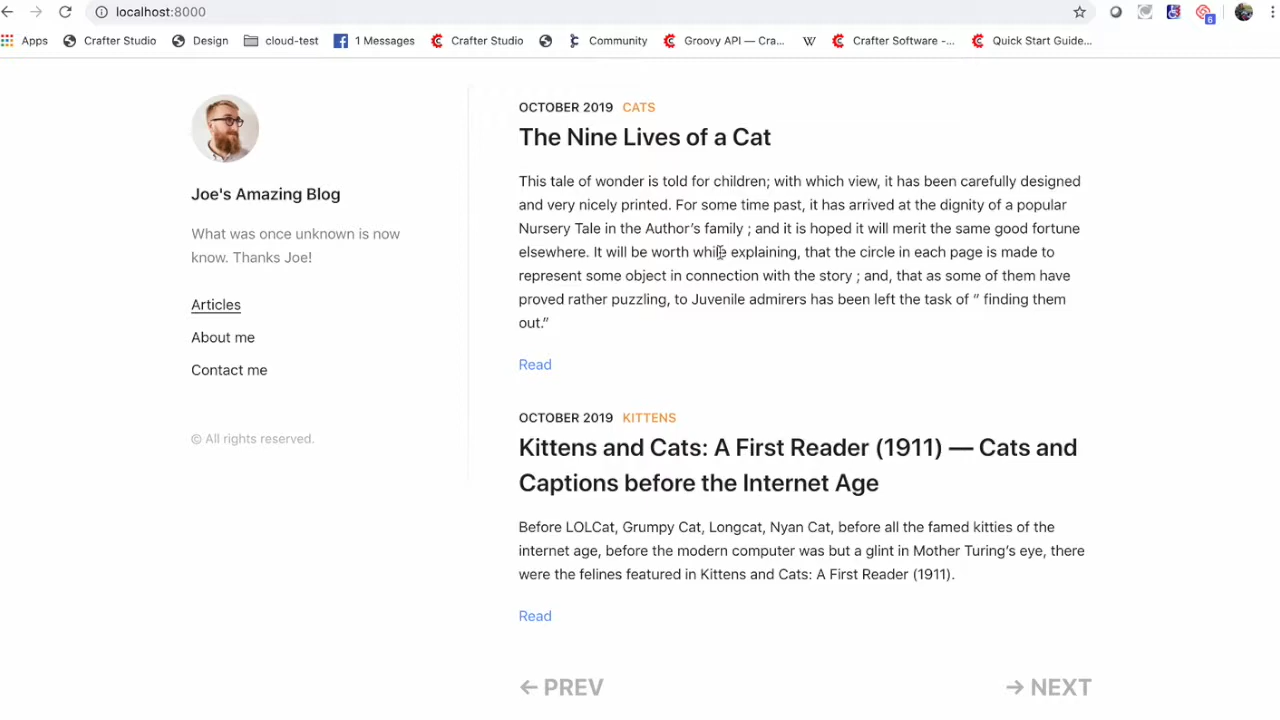 localhost:8000
Apps Crafter Studio Design cloud-test 1 Messages Crafter Studio Community Groovy API — Cra... W Crafter Software -... Quick Start Guide...
6
Joe's Amazing Blog
What was once unknown is now
know. Thanks Joe!
Articles
About me
Contact me
© All rights reserved.
OCTOBER 2019 CATS
The Nine Lives of a Cat
This tale of wonder is told for children; with which view, it has been carefully designed
and very nicely printed. For some time past, it has arrived at the dignity of a popular
Nursery Tale in the Author’s family ; and it is hoped it will merit the same good fortune
elsewhere. It will be worth while explaining, that the circle in each page is made to
represent some object in connection with the story ; and, that as some of them have
proved rather puzzling, to Juvenile admirers has been left the task of ” finding them
out.”
Read
OCTOBER 2019 KITTENS
Kittens and Cats: A First Reader (1911) — Cats and
Captions before the Internet Age
Before LOLCat, Grumpy Cat, Longcat, Nyan Cat, before all the famed kitties of the
internet age, before the modern computer was but a glint in Mother Turing’s eye, there
were the felines featured in Kittens and Cats: A First Reader (1911).
Read
← PREV → NEXT